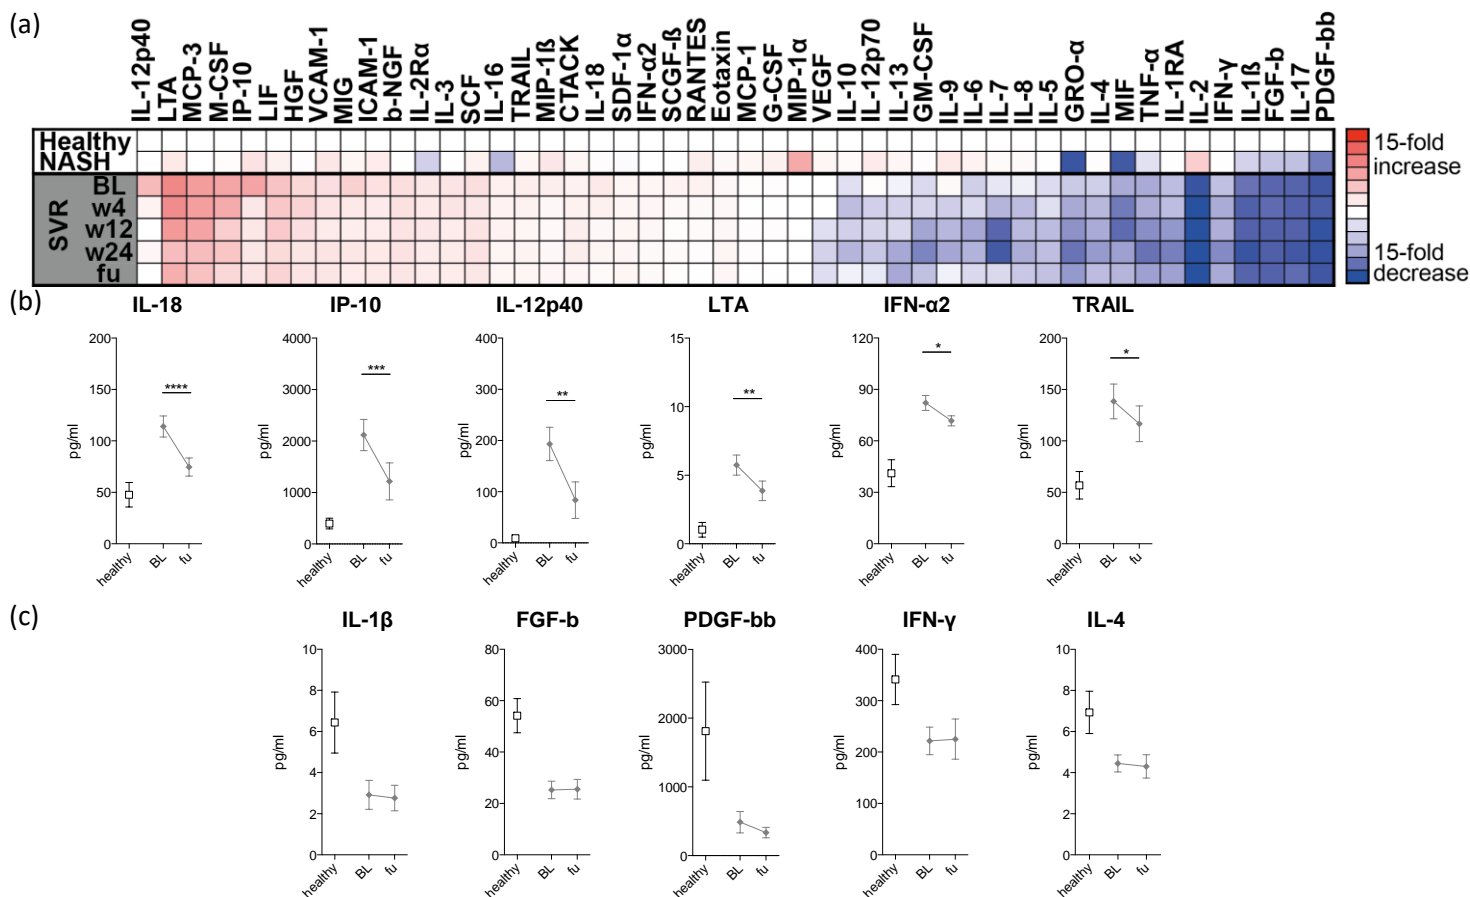 (a)
IL-12p40 LTA MCP-3 M-CSF IP-10 LIF HGF VCAM-1 MIG ICAM-1 b-NGF IL-2Rα IL-3 SCF IL-16 TRAIL MIP-1ß CTACK IL-18 SDF-1α IFN-α2 SCGF-ß RANTES Eotaxin MCP-1 G-CSF MIP-1α VEGF IL-10 IL-12p70 IL-13 GM-CSF IL-9 IL-6 IL-7 IL-8 IL-5 GRO-α IL-4 MIF TNF-α IL-1RA IL-2 IFN-γ IL-1ß FGF-b IL-17 PDGF-bb
Healthy
NASH
SVR
BL
w4
w12
w24
fu
15-fold
increase
15-fold
decrease
(b)
IL-18
200
150
100
50
0
pg/ml
****
healthy BL fu
IP-10
4000
3000
2000
1000
0
pg/ml
***
healthy BL fu
IL-12p40
400
300
200
100
0
pg/ml
**
healthy BL fu
LTA
15
10
5
0
pg/ml
**
healthy BL fu
IFN-α2
120
90
60
30
0
pg/ml
*
healthy BL fu
TRAIL
200
150
100
50
0
pg/ml
*
healthy BL fu
(c)
IL-1β
10
8
6
4
2
0
pg/ml
healthy BL fu
FGF-b
80
60
40
20
0
pg/ml
healthy BL fu
PDGF-bb
3000
2000
1000
0
pg/ml
healthy BL fu
IFN-γ
400
300
200
100
0
pg/ml
healthy BL fu
IL-4
10
8
6
4
2
0
pg/ml
healthy BL fu